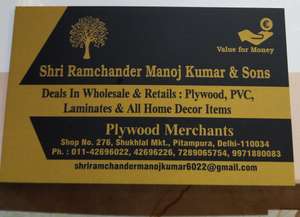 Value for Money
Shri Ramchander Manoj Kumar & Sons
Deals In Wholesale & Retails : Plywood, PVC,
Laminates & All Home Decor Items
Plywood Merchants
Shop No. 276, Shukhlal Mkt., Pitampura, Delhi-110034
Ph. : 011-42696022, 42696226, 7289065754, 9971880083
shriramchandermanojkumar6022@gmail.com